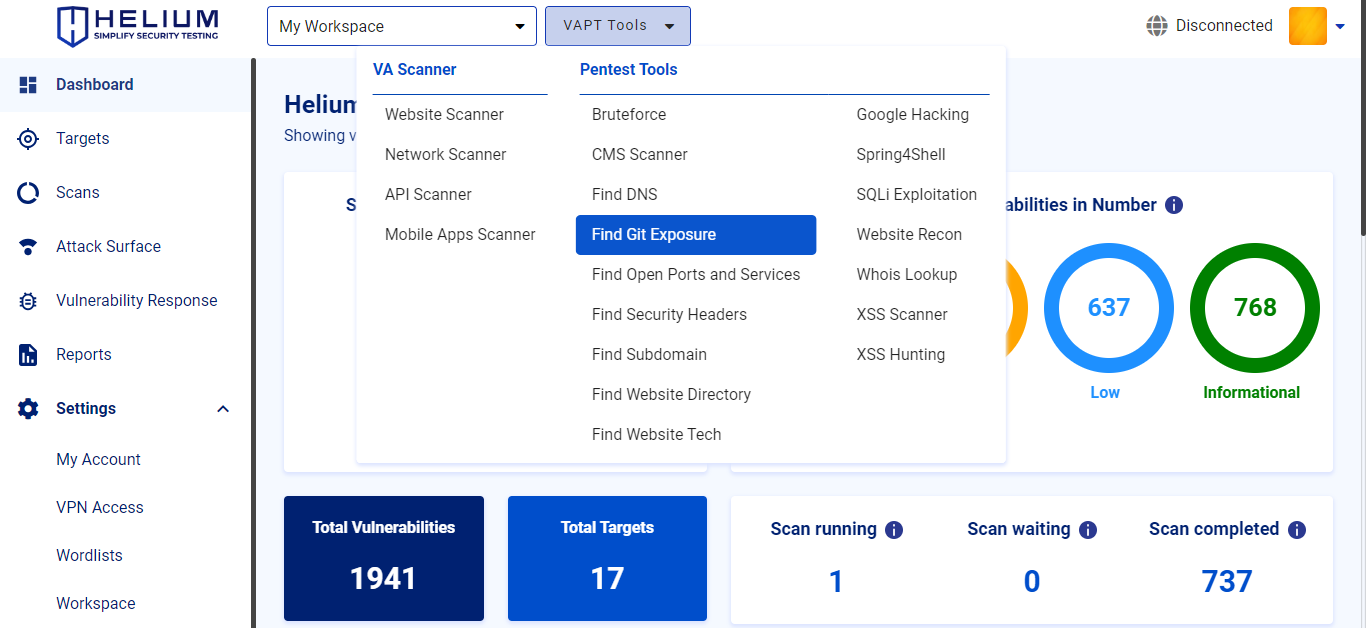 HELIUM
SIMPLIFY SECURITY TESTING
My Workspace
VAPT Tools
Disconnected
Dashboard
Targets
Scans
Attack Surface
Vulnerability Response
Reports
Settings
My Account
VPN Access
Wordlists
Workspace
VA Scanner
Website Scanner
Network Scanner
API Scanner
Mobile Apps Scanner
Pentest Tools
Bruteforce
CMS Scanner
Find DNS
Find Git Exposure
Find Open Ports and Services
Find Security Headers
Find Subdomain
Find Website Directory
Find Website Tech
Google Hacking
Spring4Shell
SQLi Exploitation
Website Recon
Whois Lookup
XSS Scanner
XSS Hunting
Helium
Showing v
S
abilities in Number
637
Low
768
Informational
Total Vulnerabilities
1941
Total Targets
17
Scan running
1
Scan waiting
0
Scan completed
737